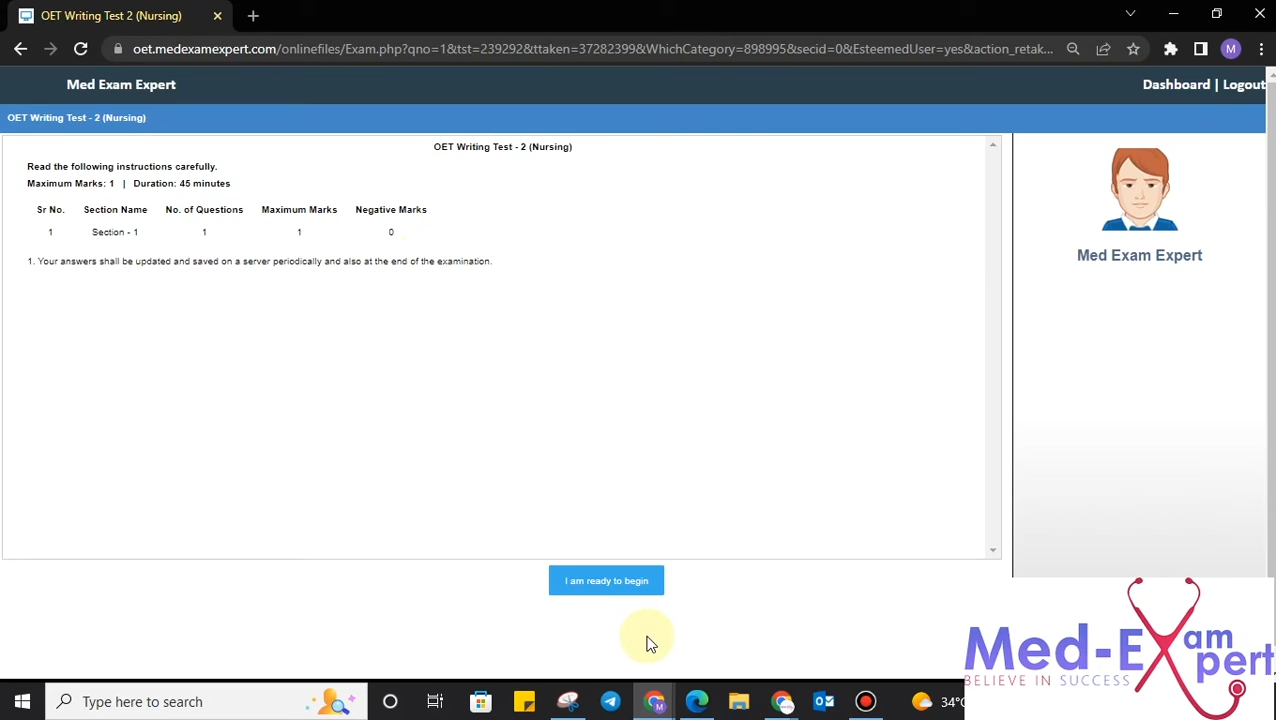 OET Writing Test 2 (Nursing)
oet.medexamexpert.com/onlinefiles/Exam.php?qno=1&tst=239292&tttaken=37282399&WhichCategory=898995&secid=0&EsteemedUser=yes&action_retak...
M
Med Exam Expert
Dashboard | Logout
OET Writing Test - 2 (Nursing)
OET Writing Test - 2 (Nursing)
Read the following instructions carefully.
Maximum Marks: 1 | Duration: 45 minutes
Sr No. Section Name No. of Questions Maximum Marks Negative Marks
1 Section - 1 1 1 0
1. Your answers shall be updated and saved on a server periodically and also at the end of the examination.
Med Exam Expert
I am ready to begin
Med-Exam Expert
BELIEVE IN SUCCESS
Type here to search
34°